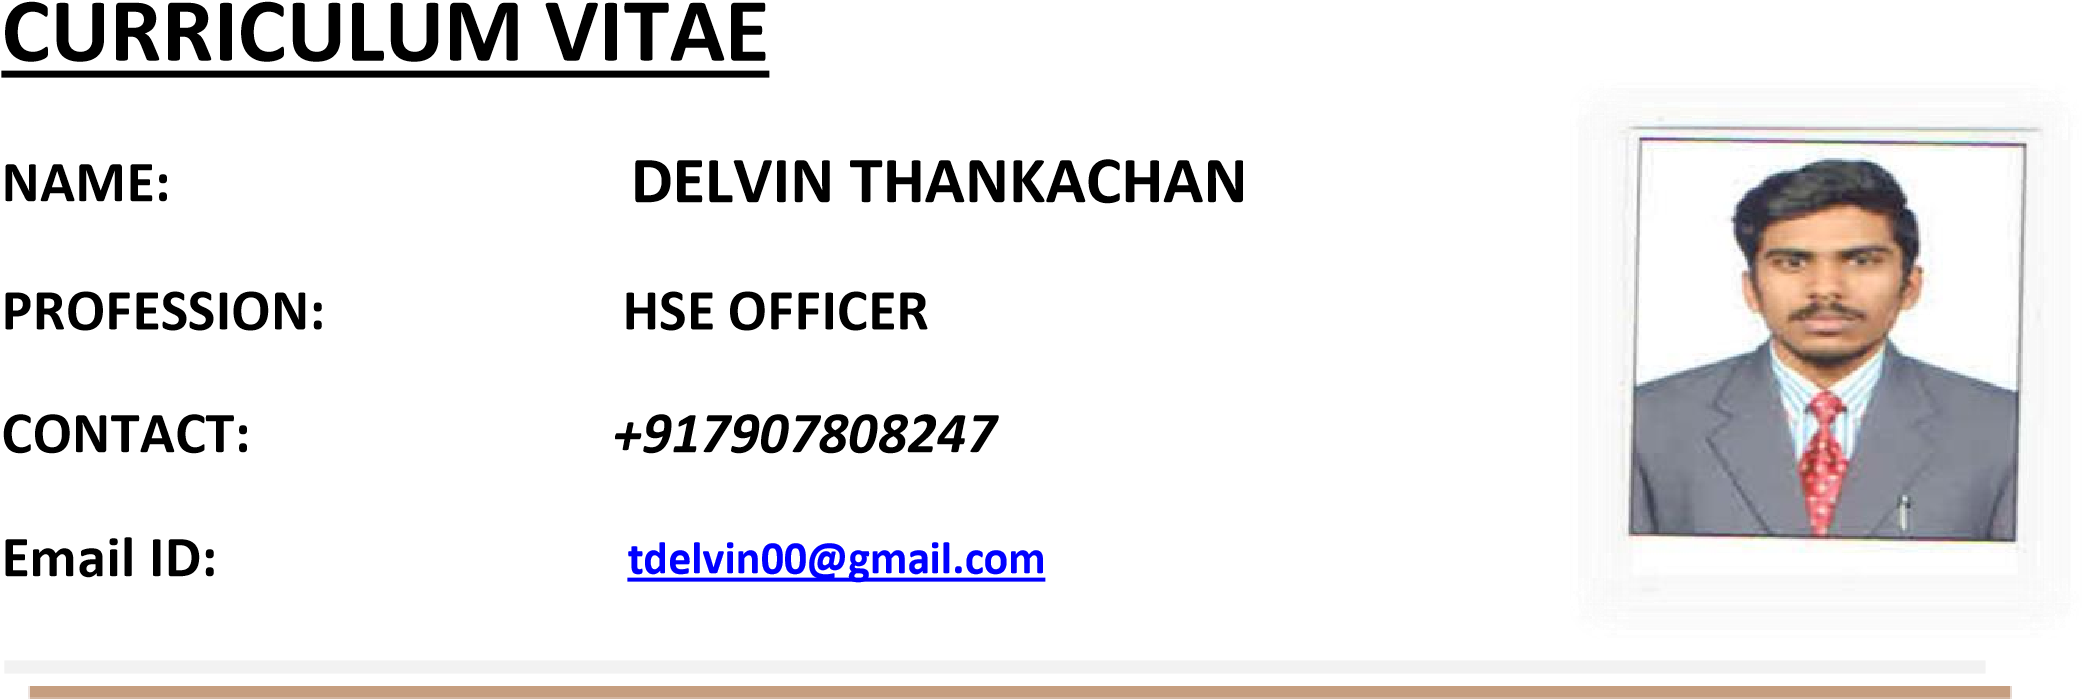 CURRICULUM VITAE
NAME: DELVIN THANKACHAN
PROFESSION: HSE OFFICER
CONTACT: +917907808247
Email ID: tdelvin00@gmail.com